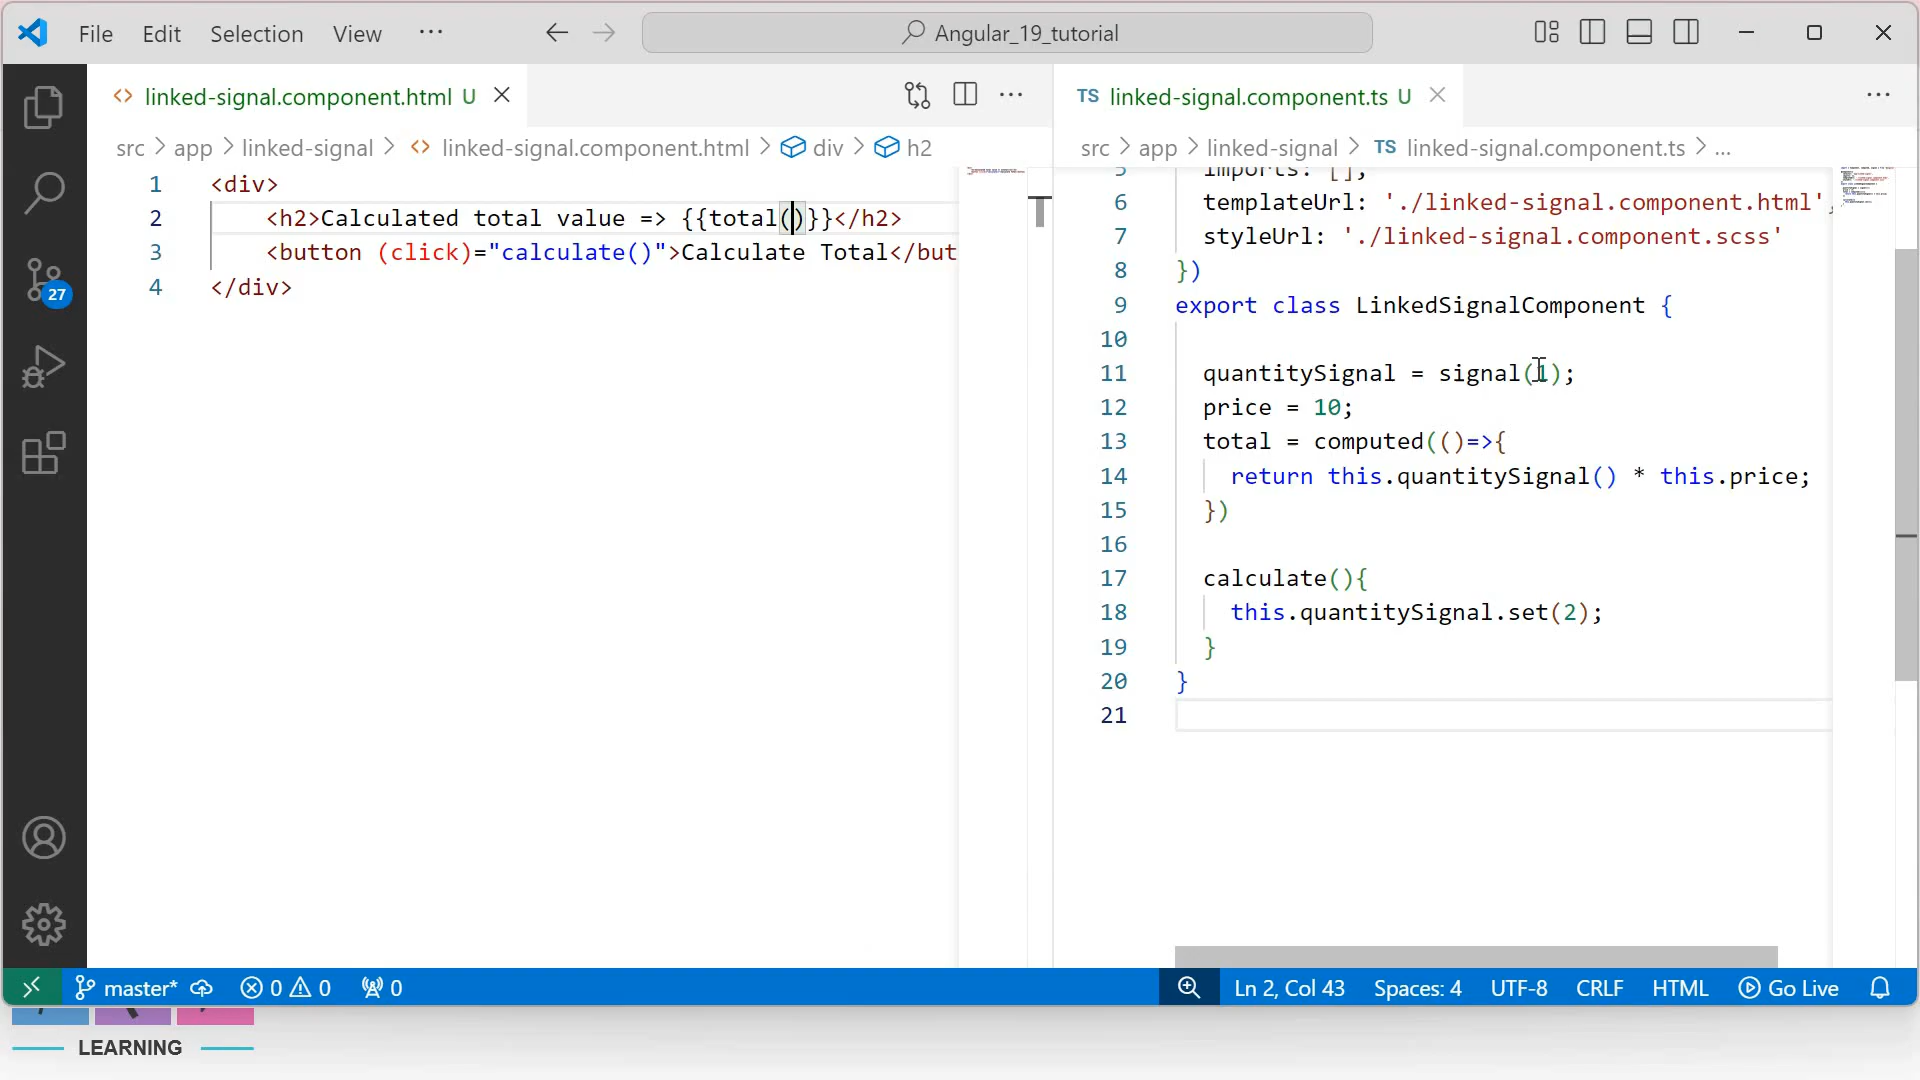 File Edit Selection View ... Angular_19_tutorial
linked-signal.component.html U
src > app > linked-signal > linked-signal.component.html > div > h2
1 <div>
2 <h2>Calculated total value => {{total()}}</h2>
3 <button (click)="calculate()">Calculate Total</but
4 </div>
TS linked-signal.component.ts U
src > app > linked-signal > TS linked-signal.component.ts > ...
5 imports: [],
6 templateUrl: './linked-signal.component.html',
7 styleUrl: './linked-signal.component.scss'
8 })
9 export class LinkedSignalComponent {
10
11 quantitySignal = signal(1);
12 price = 10;
13 total = computed(()=>{
14 return this.quantitySignal() * this.price;
15 })
16
17 calculate(){
18 this.quantitySignal.set(2);
19 }
20 }
21
27
master* 0 0 0 Ln 2, Col 43 Spaces: 4 UTF-8 CRLF HTML Go Live
LEARNING